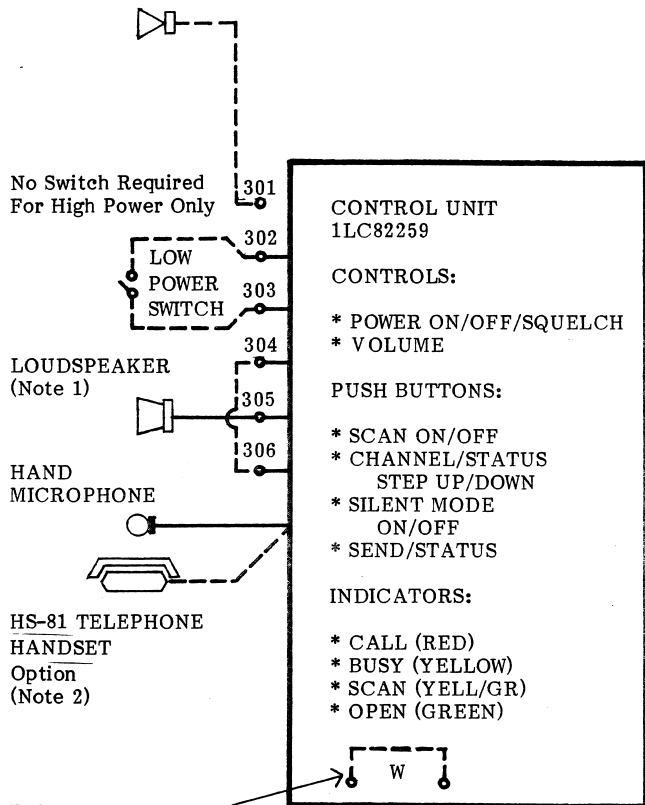 No Switch Required
For High Power Only
301
302
LOW
POWER
SWITCH
303
304
LOUDSPEAKER
(Note 1)
305
306
HAND
MICROPHONE
HS-81 TELEPHONE
HANDSET
Option
(Note 2)
CONTROL UNIT
1LC82259
CONTROLS:
* POWER ON/OFF/SQUELCH
* VOLUME
PUSH BUTTONS:
* SCAN ON/OFF
* CHANNEL/STATUS
STEP UP/DOWN
* SILENT MODE
ON/OFF
* SEND/STATUS
INDICATORS:
* CALL (RED)
* BUSY (YELLOW)
* SCAN (YELL/GR)
* OPEN (GREEN)
W